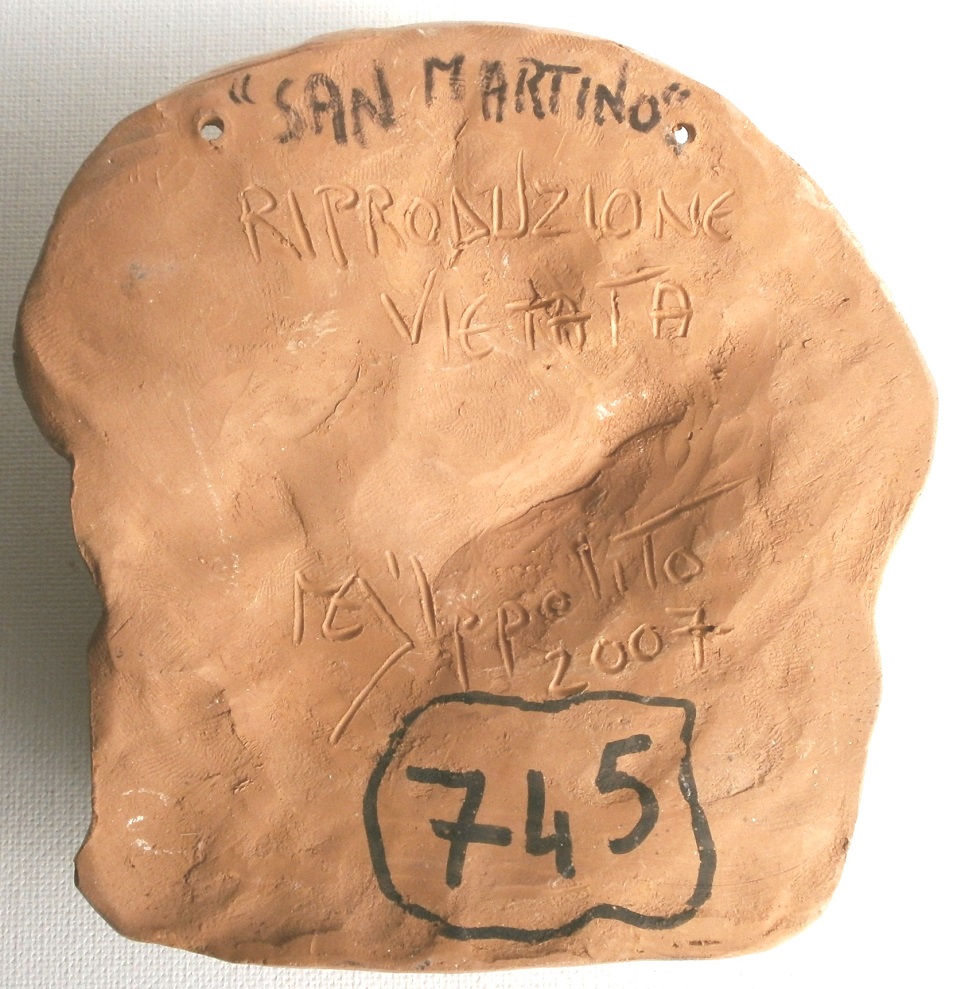 "SAN MARTINO"
RIPRODUZIONE
VIETATA
Ippolito
2007
745